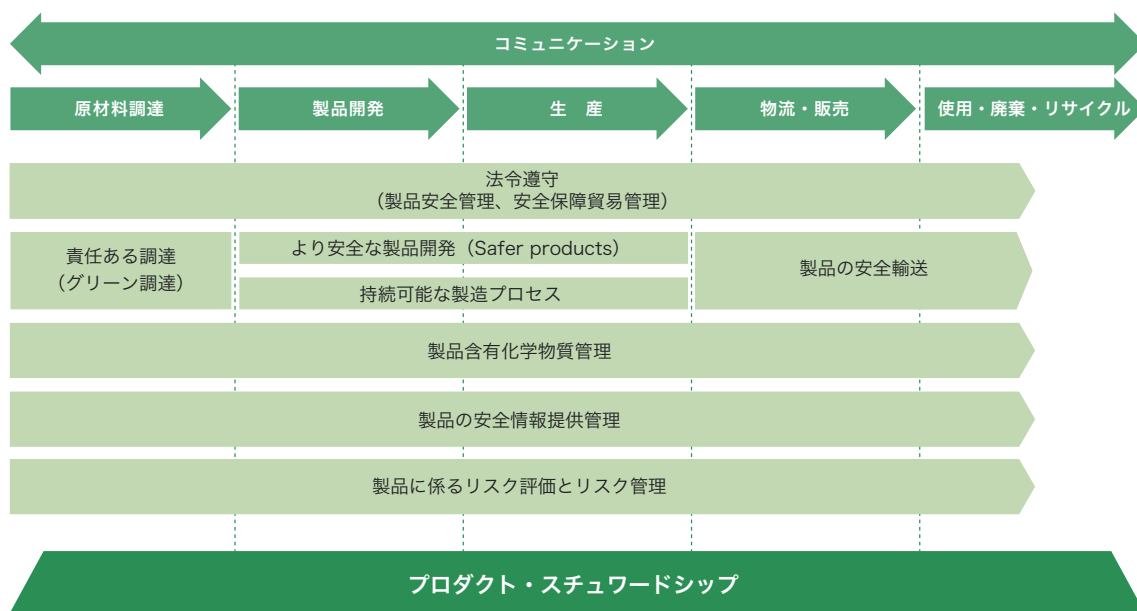 コミュニケーション
原材料調達
製品開発
生　産
物流・販売
使用・廃棄・リサイクル
法令遵守
（製品安全管理、安全保障貿易管理）
責任ある調達
（グリーン調達）
より安全な製品開発（Safer products）
持続可能な製造プロセス
製品の安全輸送
製品含有化学物質管理
製品の安全情報提供管理
製品に係るリスク評価とリスク管理
プロダクト・スチュワードシップ